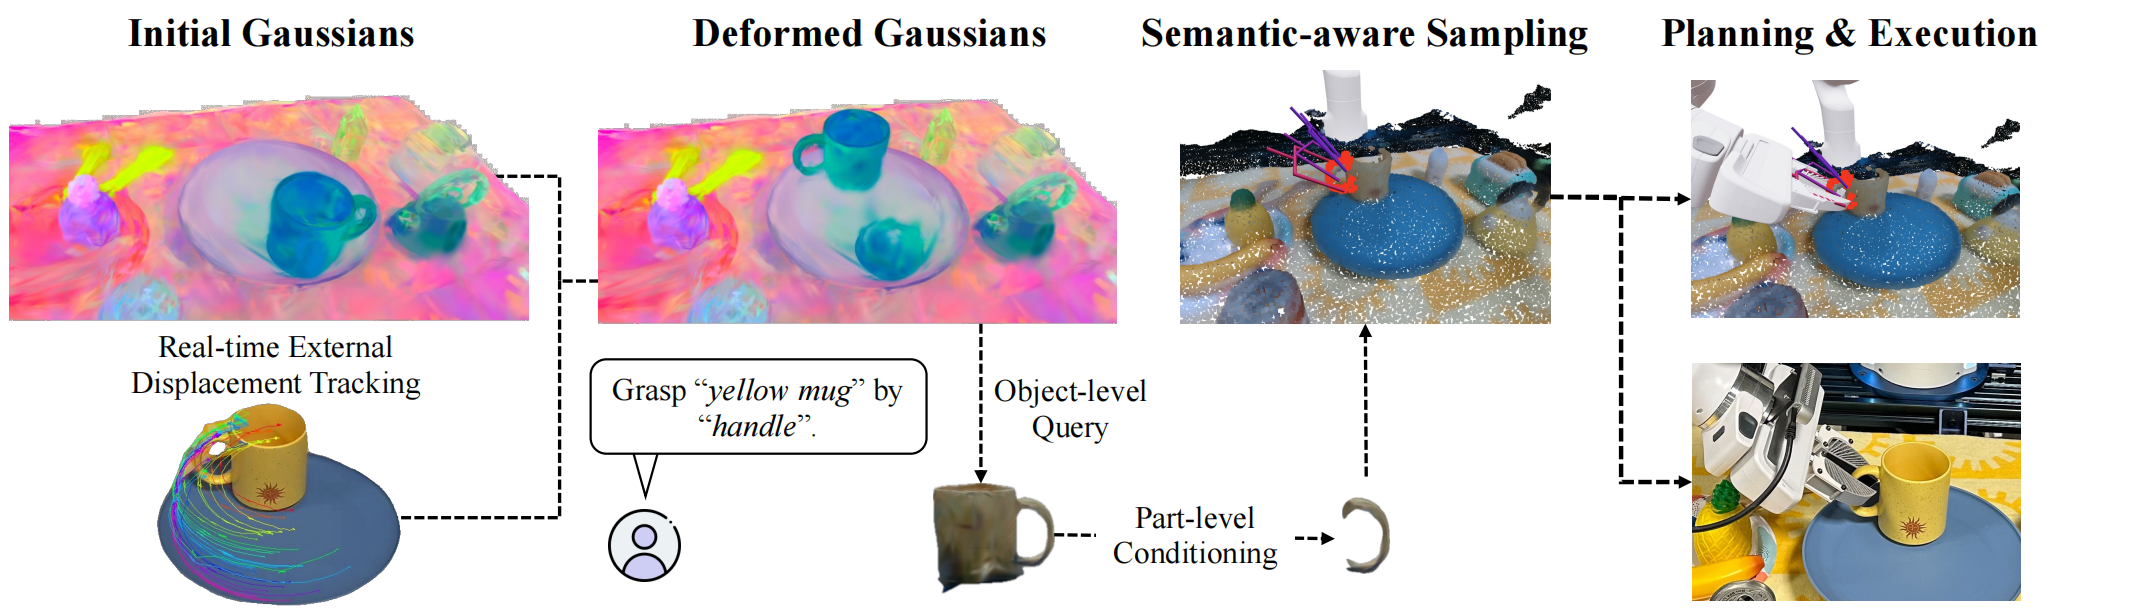 Initial Gaussians
Deformed Gaussians
Semantic-aware Sampling
Planning & Execution
Real-time External
Displacement Tracking
Grasp “yellow mug” by
“handle”.
Object-level
Query
Part-level
Conditioning